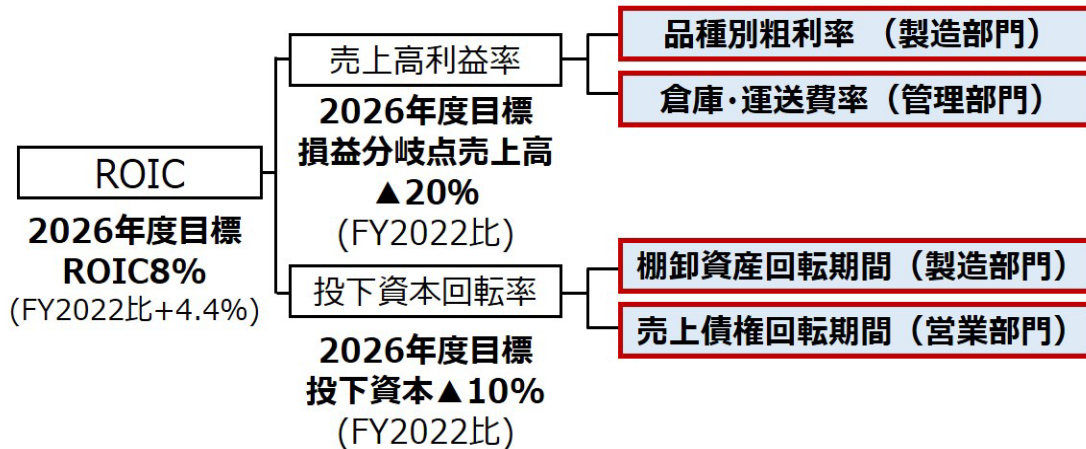 ROIC
2026年度目標
ROIC8%
(FY2022比+4.4%)
売上高利益率
2026年度目標
損益分岐点売上高
▲20%
(FY2022比)
品種別粗利率 （製造部門）
倉庫･運送費率（管理部門）
投下資本回転率
2026年度目標
投下資本▲10%
(FY2022比)
棚卸資産回転期間（製造部門）
売上債権回転期間（営業部門）